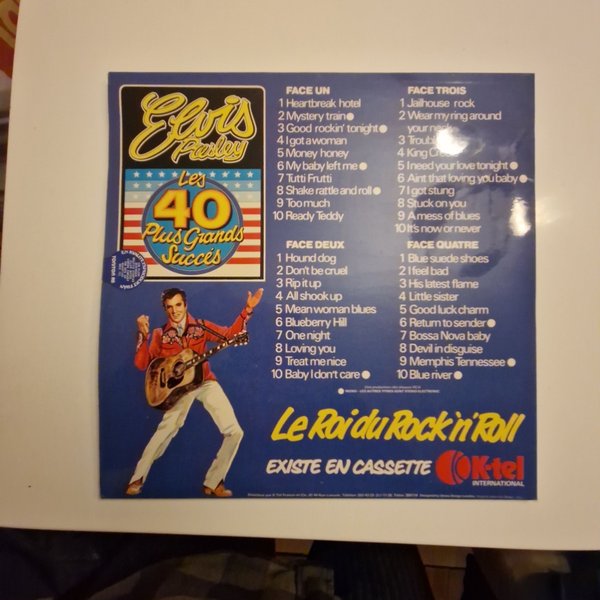 Elvis
Presley
Les
40
Plus Grands
Succès
FACE UN
1 Heartbreak hotel
2 Mystery train
3 Good rockin' tonight
4 I got a woman
5 Money honey
6 My baby left me
7 Tutti Frutti
8 Shake rattle and roll
9 Too much
10 Ready Teddy
FACE DEUX
1 Hound dog
2 Don't be cruel
3 Rip it up
4 All shook up
5 Mean woman blues
6 Blueberry Hill
7 One night
8 Loving you
9 Treat me nice
10 Baby I don't care
FACE TROIS
1 Jailhouse rock
2 Wear my ring around
your neck
3 Trouble
4 King Creole
5 I need your love tonight
6 Aint that loving you baby
7 I got stung
8 Stuck on you
9 A mess of blues
10 It's now or never
FACE QUATRE
1 Blue suede shoes
2 I feel bad
3 His latest flame
4 Little sister
5 Good luck charm
6 Return to sender
7 Bossa Nova baby
8 Devil in disguise
9 Memphis Tennessee
10 Blue river
Le Roi du Rock 'n' Roll
EXISTE EN CASSETTE
K-tel
INTERNATIONAL